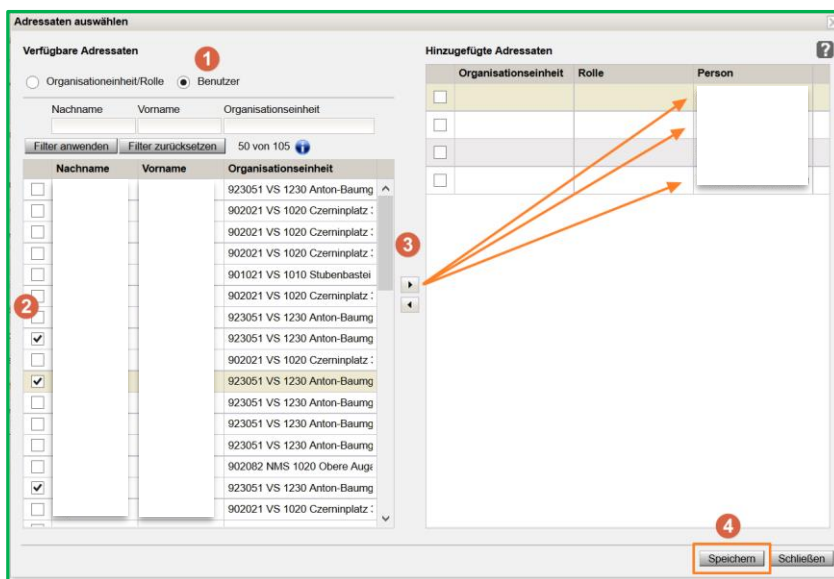 Adressaten auswählen
Verfügbare Adressaten
1
Organisationeinheit/Rolle Benutzer
Nachname Vorname Organisationseinheit
Filter anwenden Filter zurücksetzen 50 von 105
Nachname Vorname Organisationseinheit
923051 VS 1230 Anton-Baumg
902021 VS 1020 Czerninplatz
902021 VS 1020 Czerninplatz
902021 VS 1020 Czerninplatz
901021 VS 1010 Stubenbastei
902021 VS 1020 Czerninplatz
2
923051 VS 1230 Anton-Baumg
923051 VS 1230 Anton-Baumg
902021 VS 1020 Czerninplatz
923051 VS 1230 Anton-Baumg
923051 VS 1230 Anton-Baumg
923051 VS 1230 Anton-Baumg
923051 VS 1230 Anton-Baumg
902082 NMS 1020 Obere Auga
923051 VS 1230 Anton-Baumg
902021 VS 1020 Czerninplatz
3
Hinzugefügte Adressaten
?
Organisationseinheit Rolle Person
4
Speichern Schließen